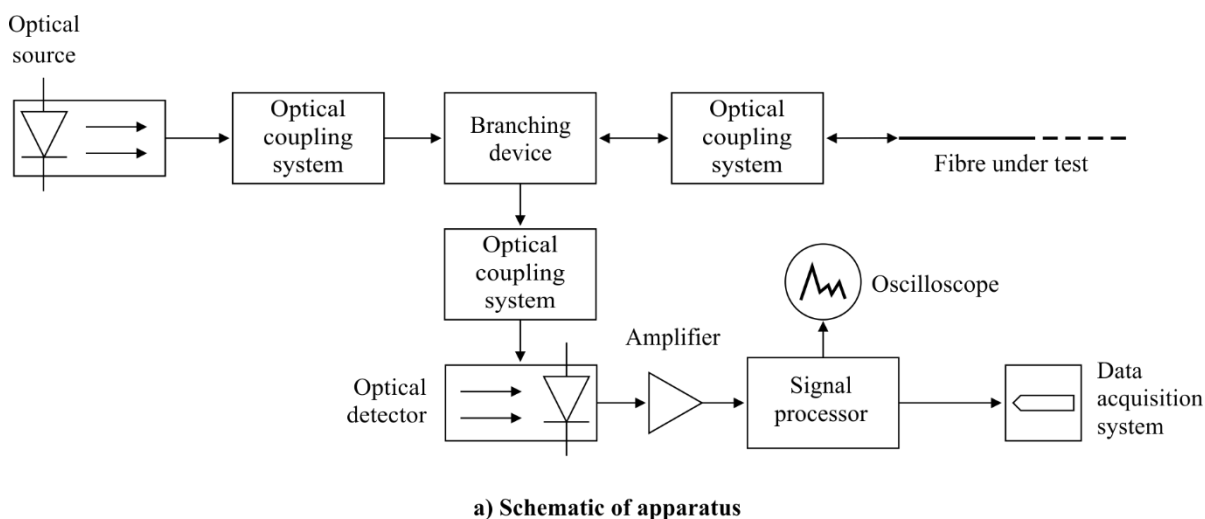 Optical
source
Optical
coupling
system
Branching
device
Optical
coupling
system
Fibre under test
Optical
coupling
system
Oscilloscope
Amplifier
Optical
detector
Signal
processor
Data
acquisition
system
a) Schematic of apparatus